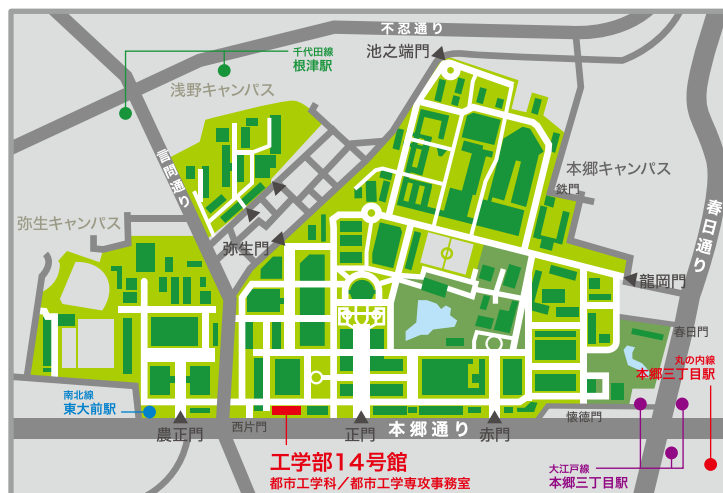 不忍通り
千代田線
根津駅
池之端門
浅野キャンパス
言問通り
本郷キャンパス
鉄門
春日通り
弥生キャンパス
弥生門
龍岡門
春日門
丸の内線
本郷三丁目駅
南北線
東大前駅
農正門
西片門
正門
本郷通り
赤門
懐徳門
工学部14号館
都市工学科／都市工学専攻事務室
大江戸線
本郷三丁目駅